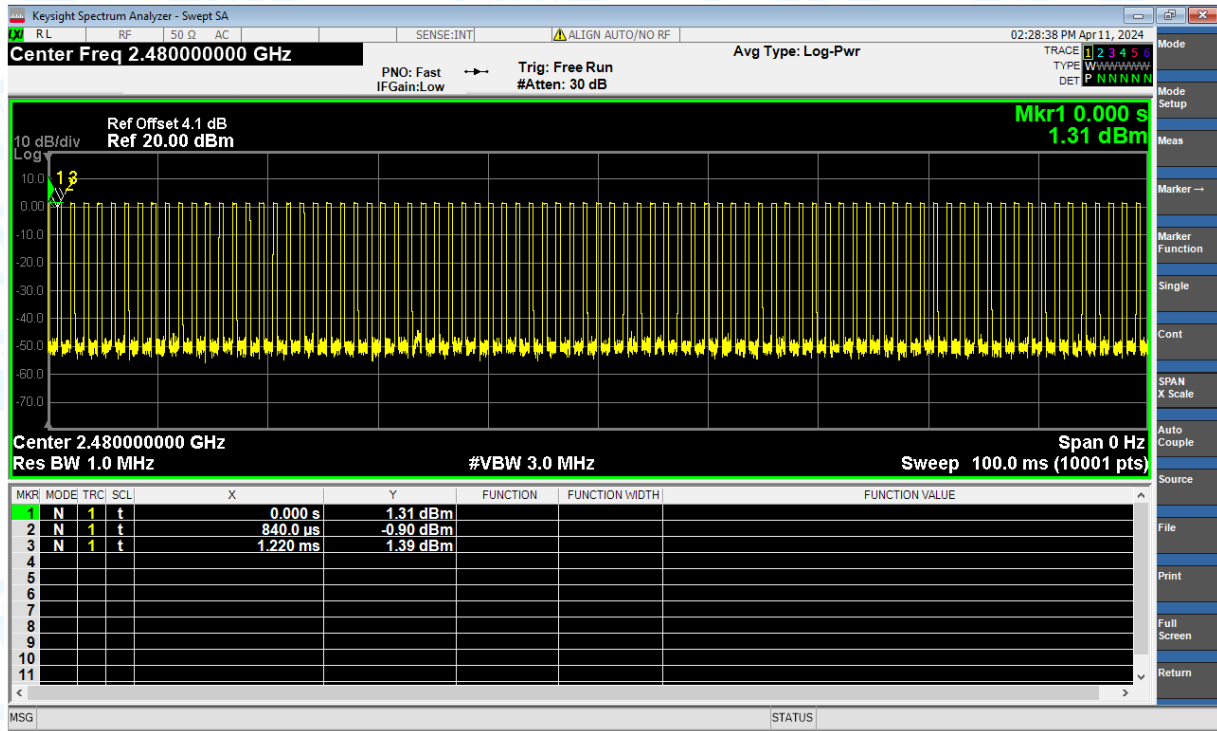 Keysight Spectrum Analyzer - Swept SA
LXI RL RF 50 Ω AC SENSE:INT ALIGN AUTO/NO RF 02:28:38 PM Apr 11, 2024
Center Freq 2.480000000 GHz
PNO: Fast
IFGain:Low
Trig: Free Run
#Atten: 30 dB
Avg Type: Log-Pwr
TRACE 1 2 3 4 5 6
TYPE WWWWWW
DET P N N N N N
Ref Offset 4.1 dB
10 dB/div Ref 20.00 dBm
Log
Mkr1 0.000 s
1.31 dBm
10.0
0.00
-10.0
-20.0
-30.0
-40.0
-50.0
-60.0
-70.0
1 2 3
Center 2.480000000 GHz Span 0 Hz
Res BW 1.0 MHz #VBW 3.0 MHz Sweep 100.0 ms (10001 pts)
MKR MODE TRC SCL X Y FUNCTION FUNCTION WIDTH FUNCTION VALUE
1 N 1 t 0.000 s 1.31 dBm
2 N 1 t 840.0 µs -0.90 dBm
3 N 1 t 1.220 ms 1.39 dBm
4
5
6
7
8
9
10
11
MSG STATUS
Mode
Mode
Setup
Meas
Marker →
Marker
Function
Single
Cont
SPAN
X Scale
Auto
Couple
Source
File
Print
Full
Screen
Return